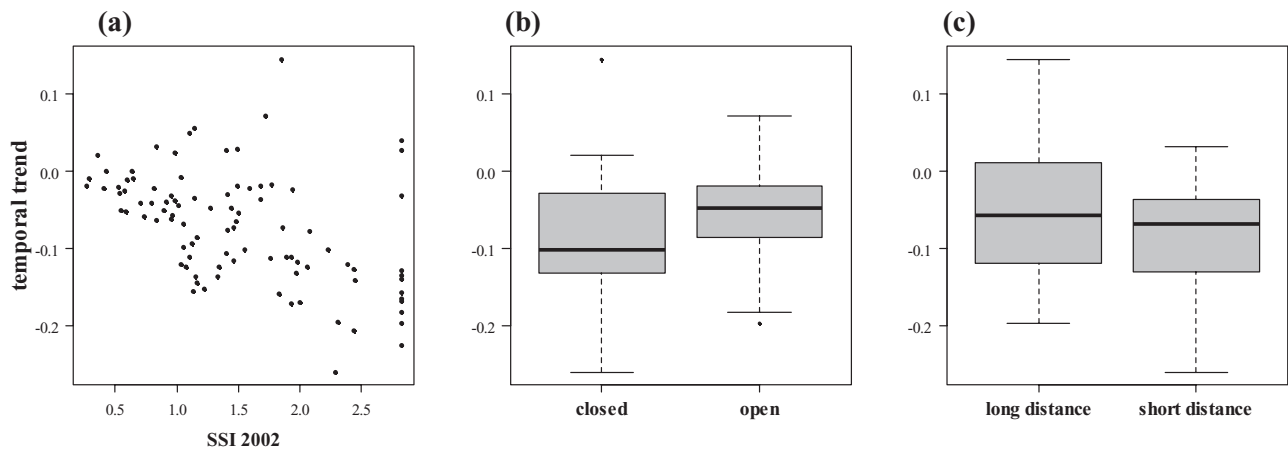 (a) (b) (c)
temporal trend
0.1
0.0
-0.1
-0.2
0.5 1.0 1.5 2.0 2.5
SSI 2002
0.1
0.0
-0.1
-0.2
closed open
0.1
0.0
-0.1
-0.2
long distance short distance